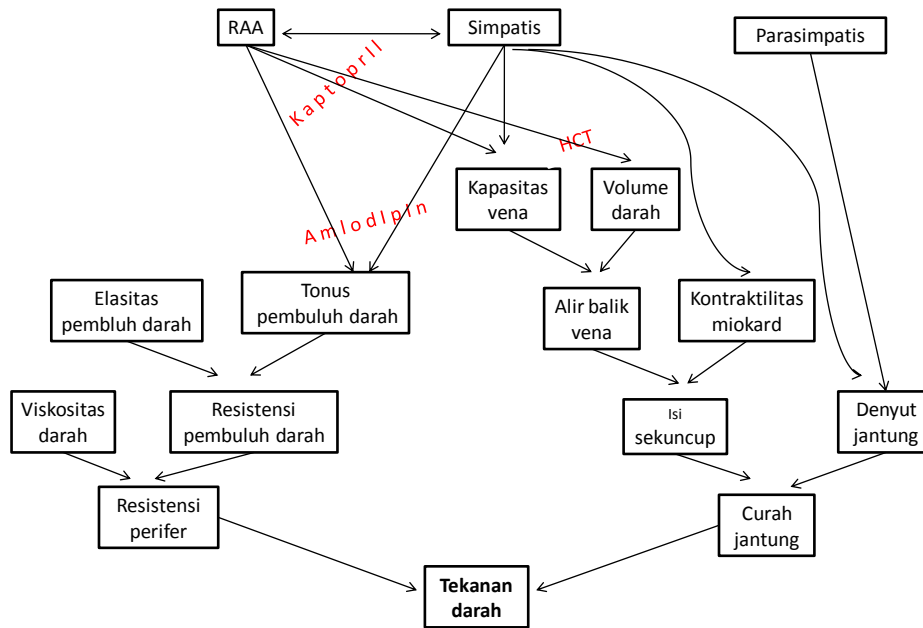 RAA
Simpatis
Parasimpatis
KaptoprIl
HCT
Kapasitas
vena
Volume
darah
AmlodIpIn
Elasitas
pembluh darah
Tonus
pembuluh darah
Alir balik
vena
Kontraktilitas
miokard
Viskositas
darah
Resistensi
pembuluh darah
Isi
sekuncup
Denyut
jantung
Resistensi
perifer
Curah
jantung
Tekanan
darah